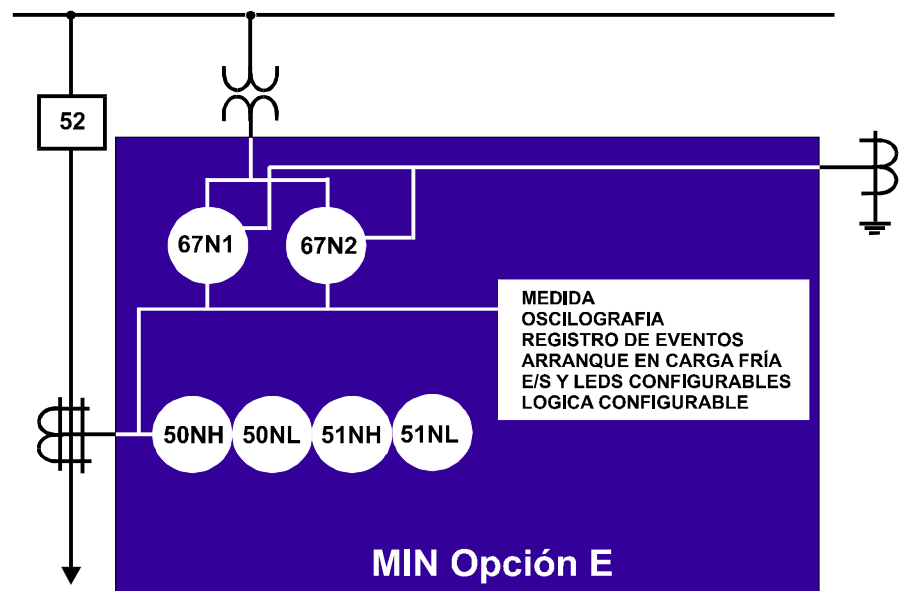 52
67N1 67N2
MEDIDA
OSCILOGRAFIA
REGISTRO DE EVENTOS
ARRANQUE EN CARGA FRÍA
E/S Y LEDS CONFIGURABLES
LOGICA CONFIGURABLE
50NH 50NL 51NH 51NL
MIN Opción E